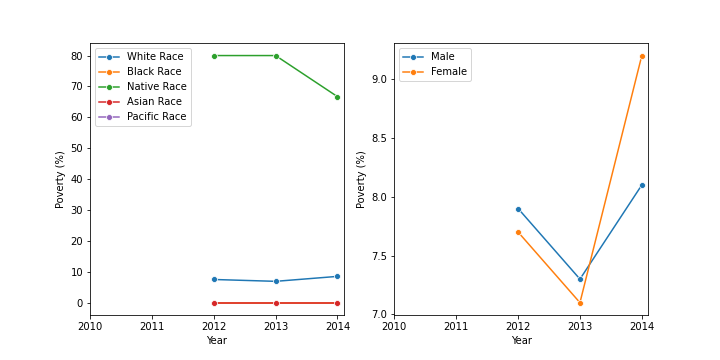 White Race
Black Race
Native Race
Asian Race
Pacific Race
80
70
60
50
40
30
20
10
0
Poverty (%)
2010 2011 2012 2013 2014
Year
Male
Female
9.0
8.5
8.0
7.5
7.0
Poverty (%)
2010 2011 2012 2013 2014
Year